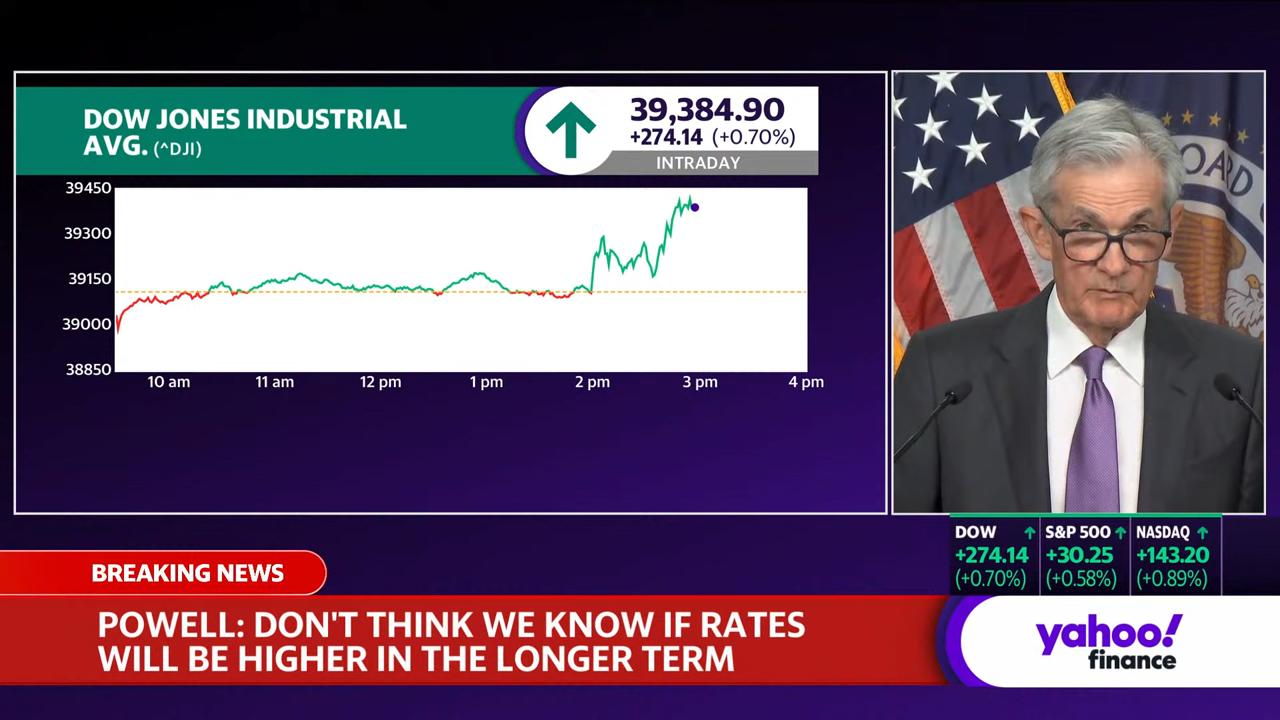 DOW JONES INDUSTRIAL
AVG. (^DJI)
39,384.90
+274.14 (+0.70%)
INTRADAY
39450
39300
39150
39000
38850
10 am 11 am 12 pm 1 pm 2 pm 3 pm 4 pm
OARD
DOW S&P 500 NASDAQ
+274.14 +30.25 +143.20
(+0.70%) (+0.58%) (+0.89%)
BREAKING NEWS
POWELL: DON'T THINK WE KNOW IF RATES
WILL BE HIGHER IN THE LONGER TERM
yahoo!
finance